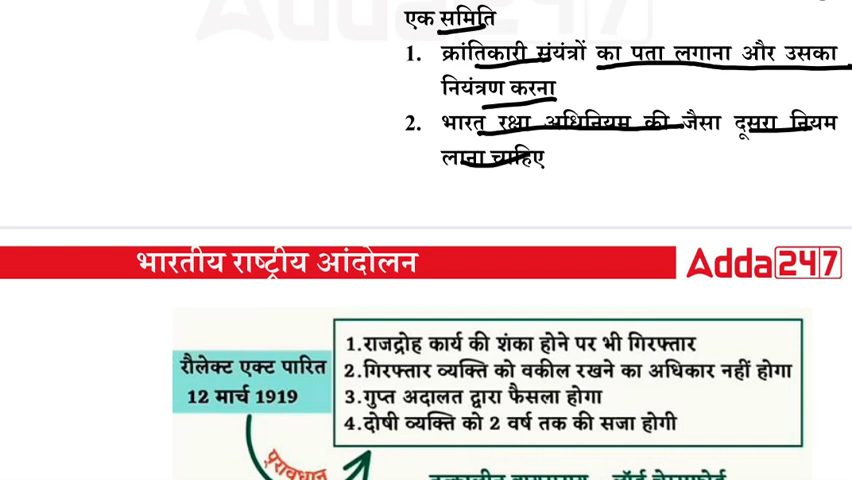 एक समिति
1. क्रांतिकारी संयंत्रों का पता लगाना और उसका
नियंत्रण करना
2. भारत रक्षा अधिनियम की जैसा दूसरा नियम
लाना चाहिए
भारतीय राष्ट्रीय आंदोलन
Adda247
1.राजद्रोह कार्य की शंका होने पर भी गिरफ्तार
2.गिरफ्तार व्यक्ति को वकील रखने का अधिकार नहीं होगा
3.गुप्त अदालत द्वारा फैसला होगा
4.दोषी व्यक्ति को 2 वर्ष तक की सजा होगी
रौलेक्ट एक्ट पारित
12 मार्च 1919
प्रावधान